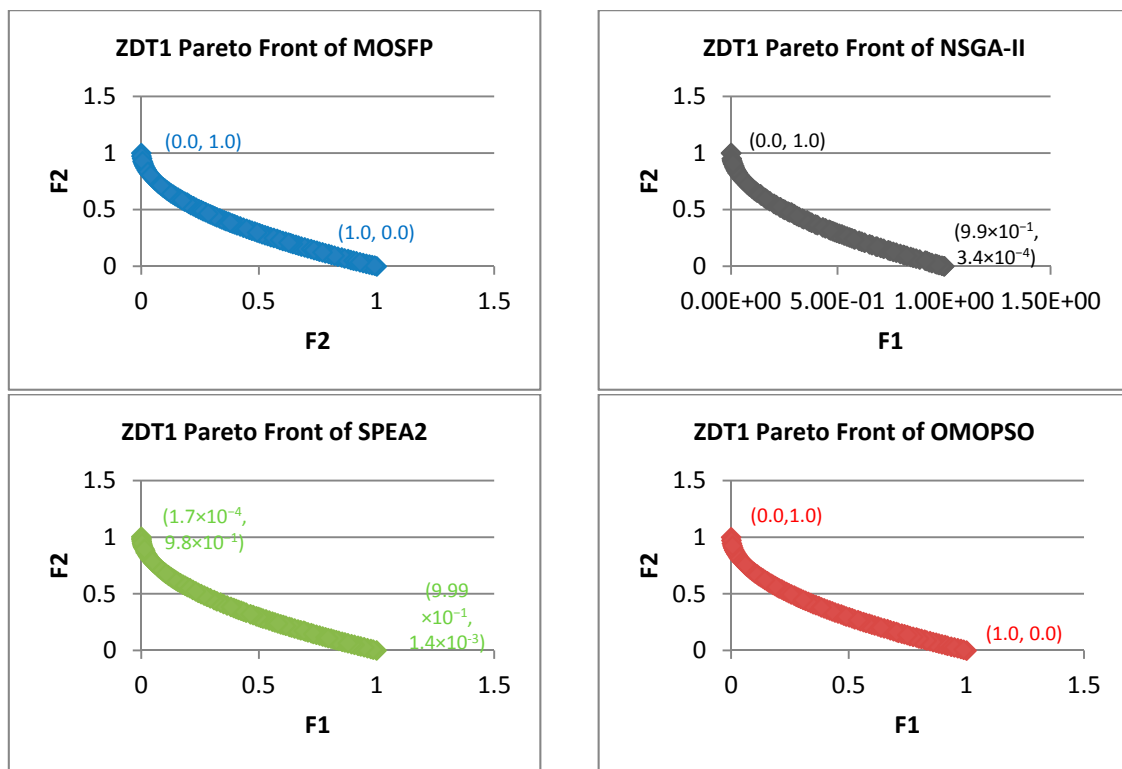 ZDT1 Pareto Front of MOSFP
1.5
(0.0, 1.0)
1
F2
0.5
(1.0, 0.0)
0
0 0.5 1 1.5
F2
ZDT1 Pareto Front of NSGA-II
1.5
(0.0, 1.0)
1
F2
0.5
(9.9×10⁻¹,
3.4×10⁻⁴)
0
0.00E+00 5.00E-01 1.00E+00 1.50E+00
F1
ZDT1 Pareto Front of SPEA2
1.5
(1.7×10⁻⁴,
1
9.8×10⁻¹)
F2
0.5
(9.99
×10⁻¹,
1.4×10⁻³)
0
0 0.5 1 1.5
F1
ZDT1 Pareto Front of OMOPSO
1.5
(0.0,1.0)
1
F2
0.5
(1.0, 0.0)
0
0 0.5 1 1.5
F1